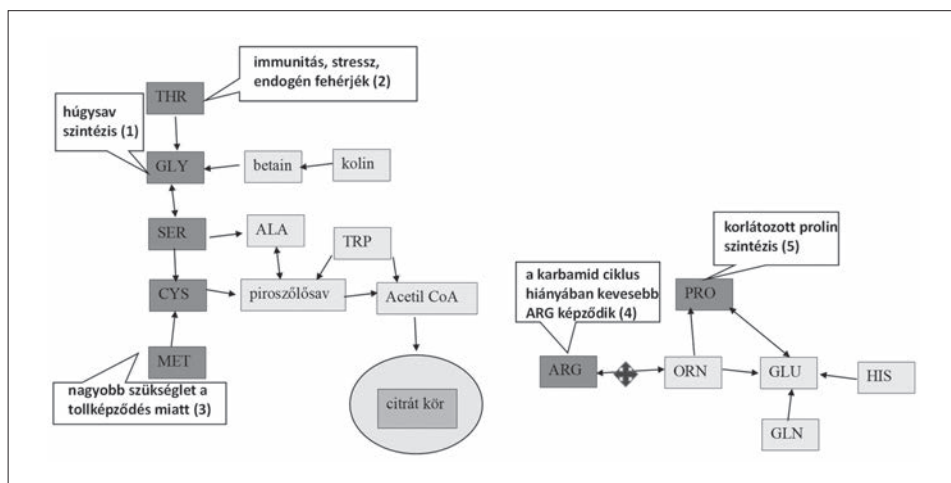 immunitás, stressz,
endogén fehérjék (2)
THR
húgysav
szintézis (1)
GLY
betain
kolin
SER
ALA
TRP
CYS
piroszőlősav
Acetil CoA
MET
nagyobb szükséglet a
tollképződés miatt (3)
citrát kör
korlátozott prolin
szintézis (5)
a karbamid ciklus
hiányában kevesebb
ARG képződik (4)
PRO
ARG
ORN
GLU
HIS
GLN